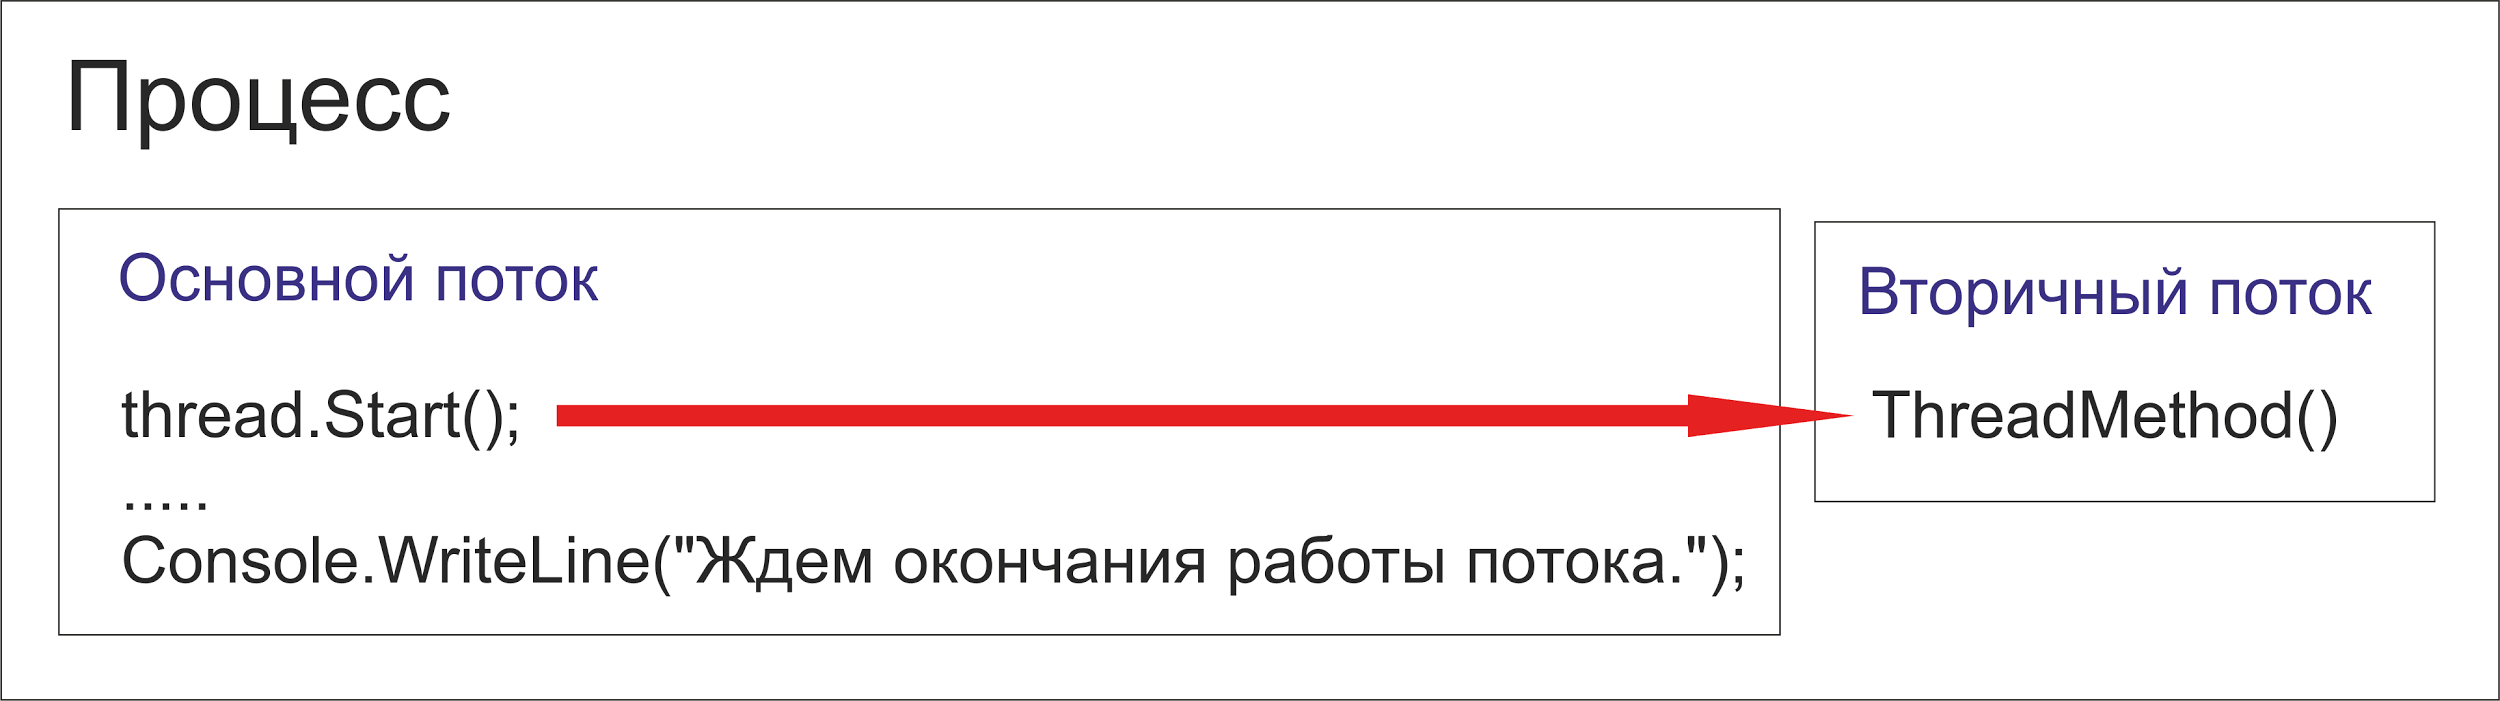 Процесс
Основной поток
thread.Start();
.....
Console.WriteLine("Ждем окончания работы потока.");
Вторичный поток
ThreadMethod()